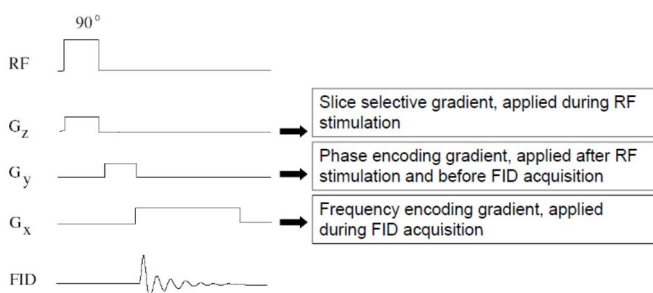 90°
RF
Gz
Slice selective gradient, applied during RF
stimulation
Gy
Phase encoding gradient, applied after RF
stimulation and before FID acquisition
Gx
Frequency encoding gradient, applied
during FID acquisition
FID